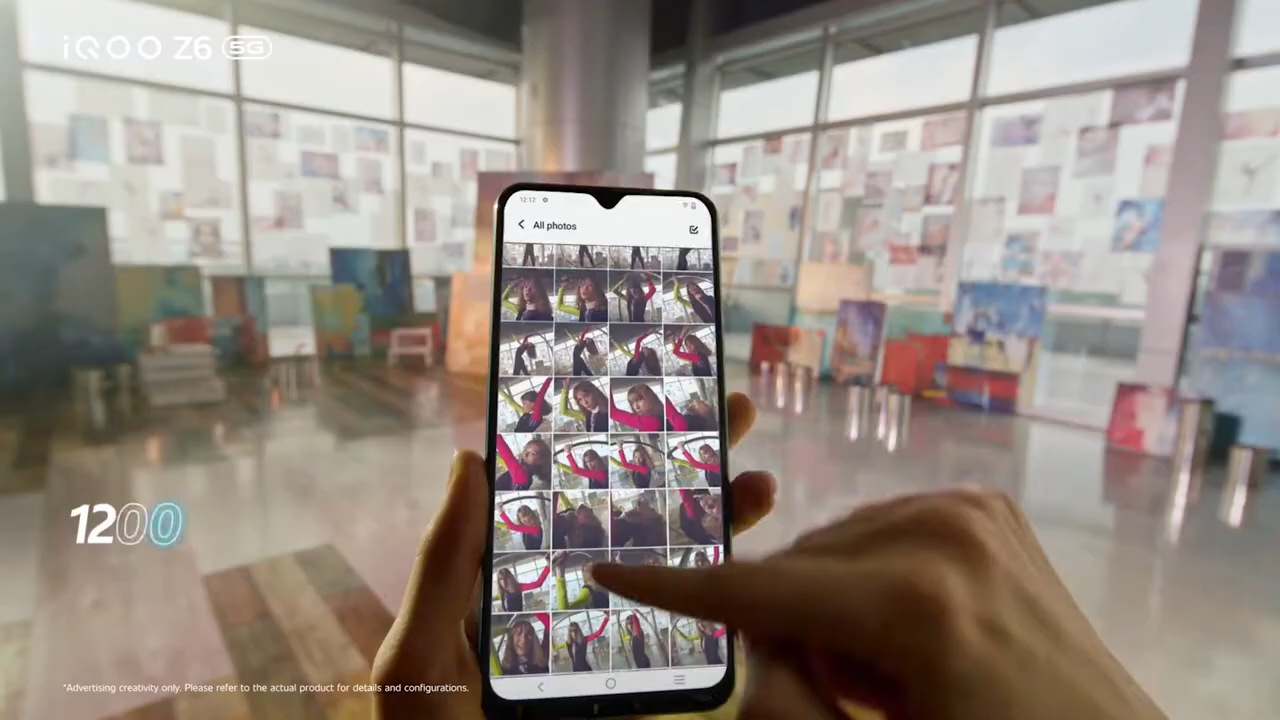 iQOO Z6 5G
12:12
All photos
1200
*Advertising creativity only. Please refer to the actual product for details and configurations.